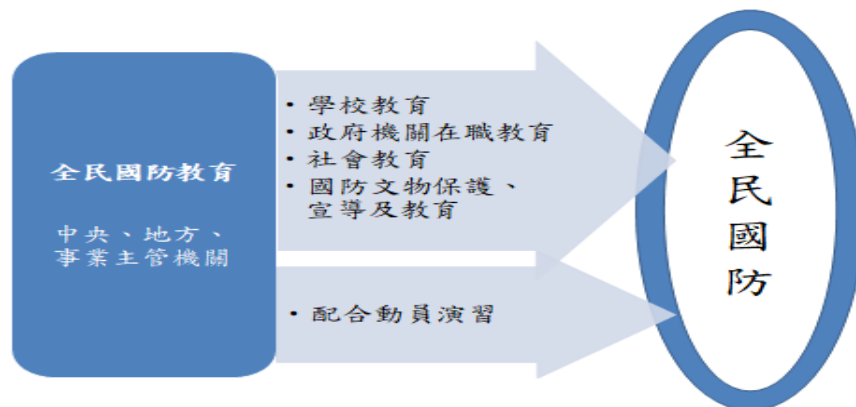 全民國防教育
中央、地方、
事業主管機關
• 學校教育
• 政府機關在職教育
• 社會教育
• 國防文物保護、
宣導及教育
• 配合動員演習
全
民
國
防